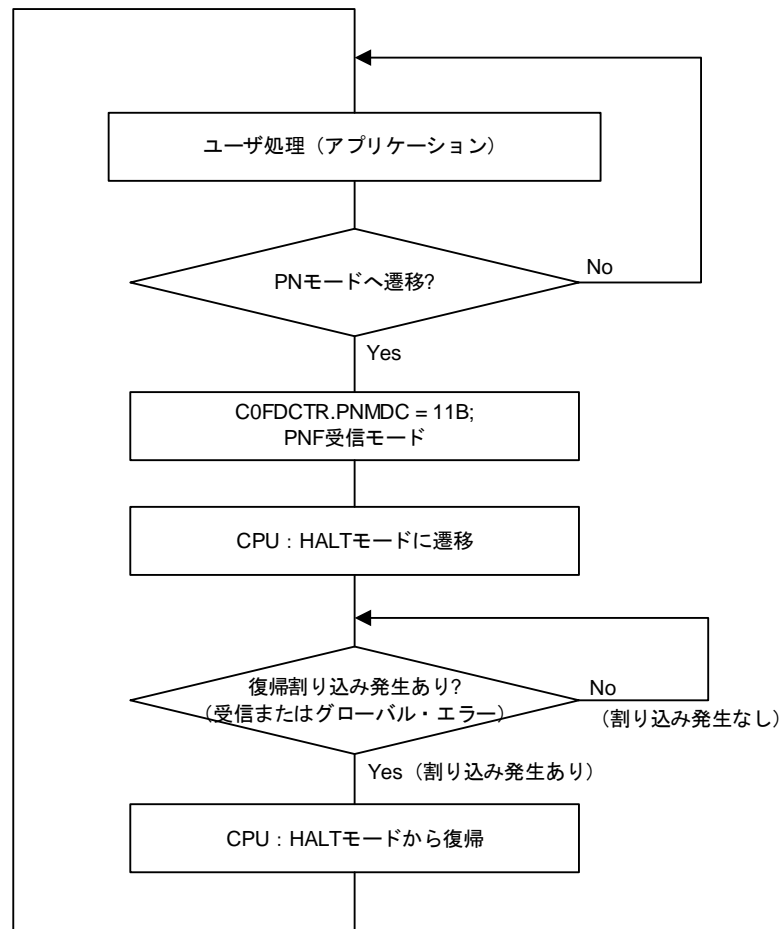 ユーザ処理（アプリケーション）
PNモードへ遷移?
No
Yes
C0FDCTR.PNMDC = 11B;
PNF受信モード
CPU：HALTモードに遷移
復帰割り込み発生あり?
（受信またはグローバル・エラー）
No
（割り込み発生なし）
Yes（割り込み発生あり）
CPU：HALTモードから復帰